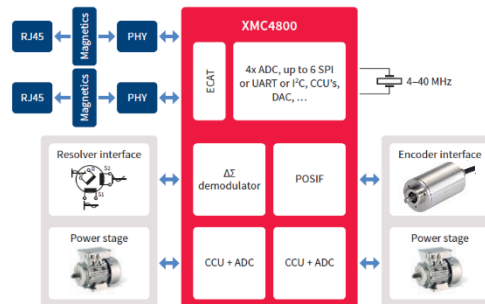 XMC4800
RJ45
Magnetics
PHY
RJ45
Magnetics
PHY
ECAT
4x ADC, up to 6 SPI
or UART or I²C, CCU's,
DAC, ...
4–40 MHz
Resolver interface
S2
S1
ΔΣ
demodulator
POSIF
Encoder interface
Power stage
CCU + ADC
CCU + ADC
Power stage